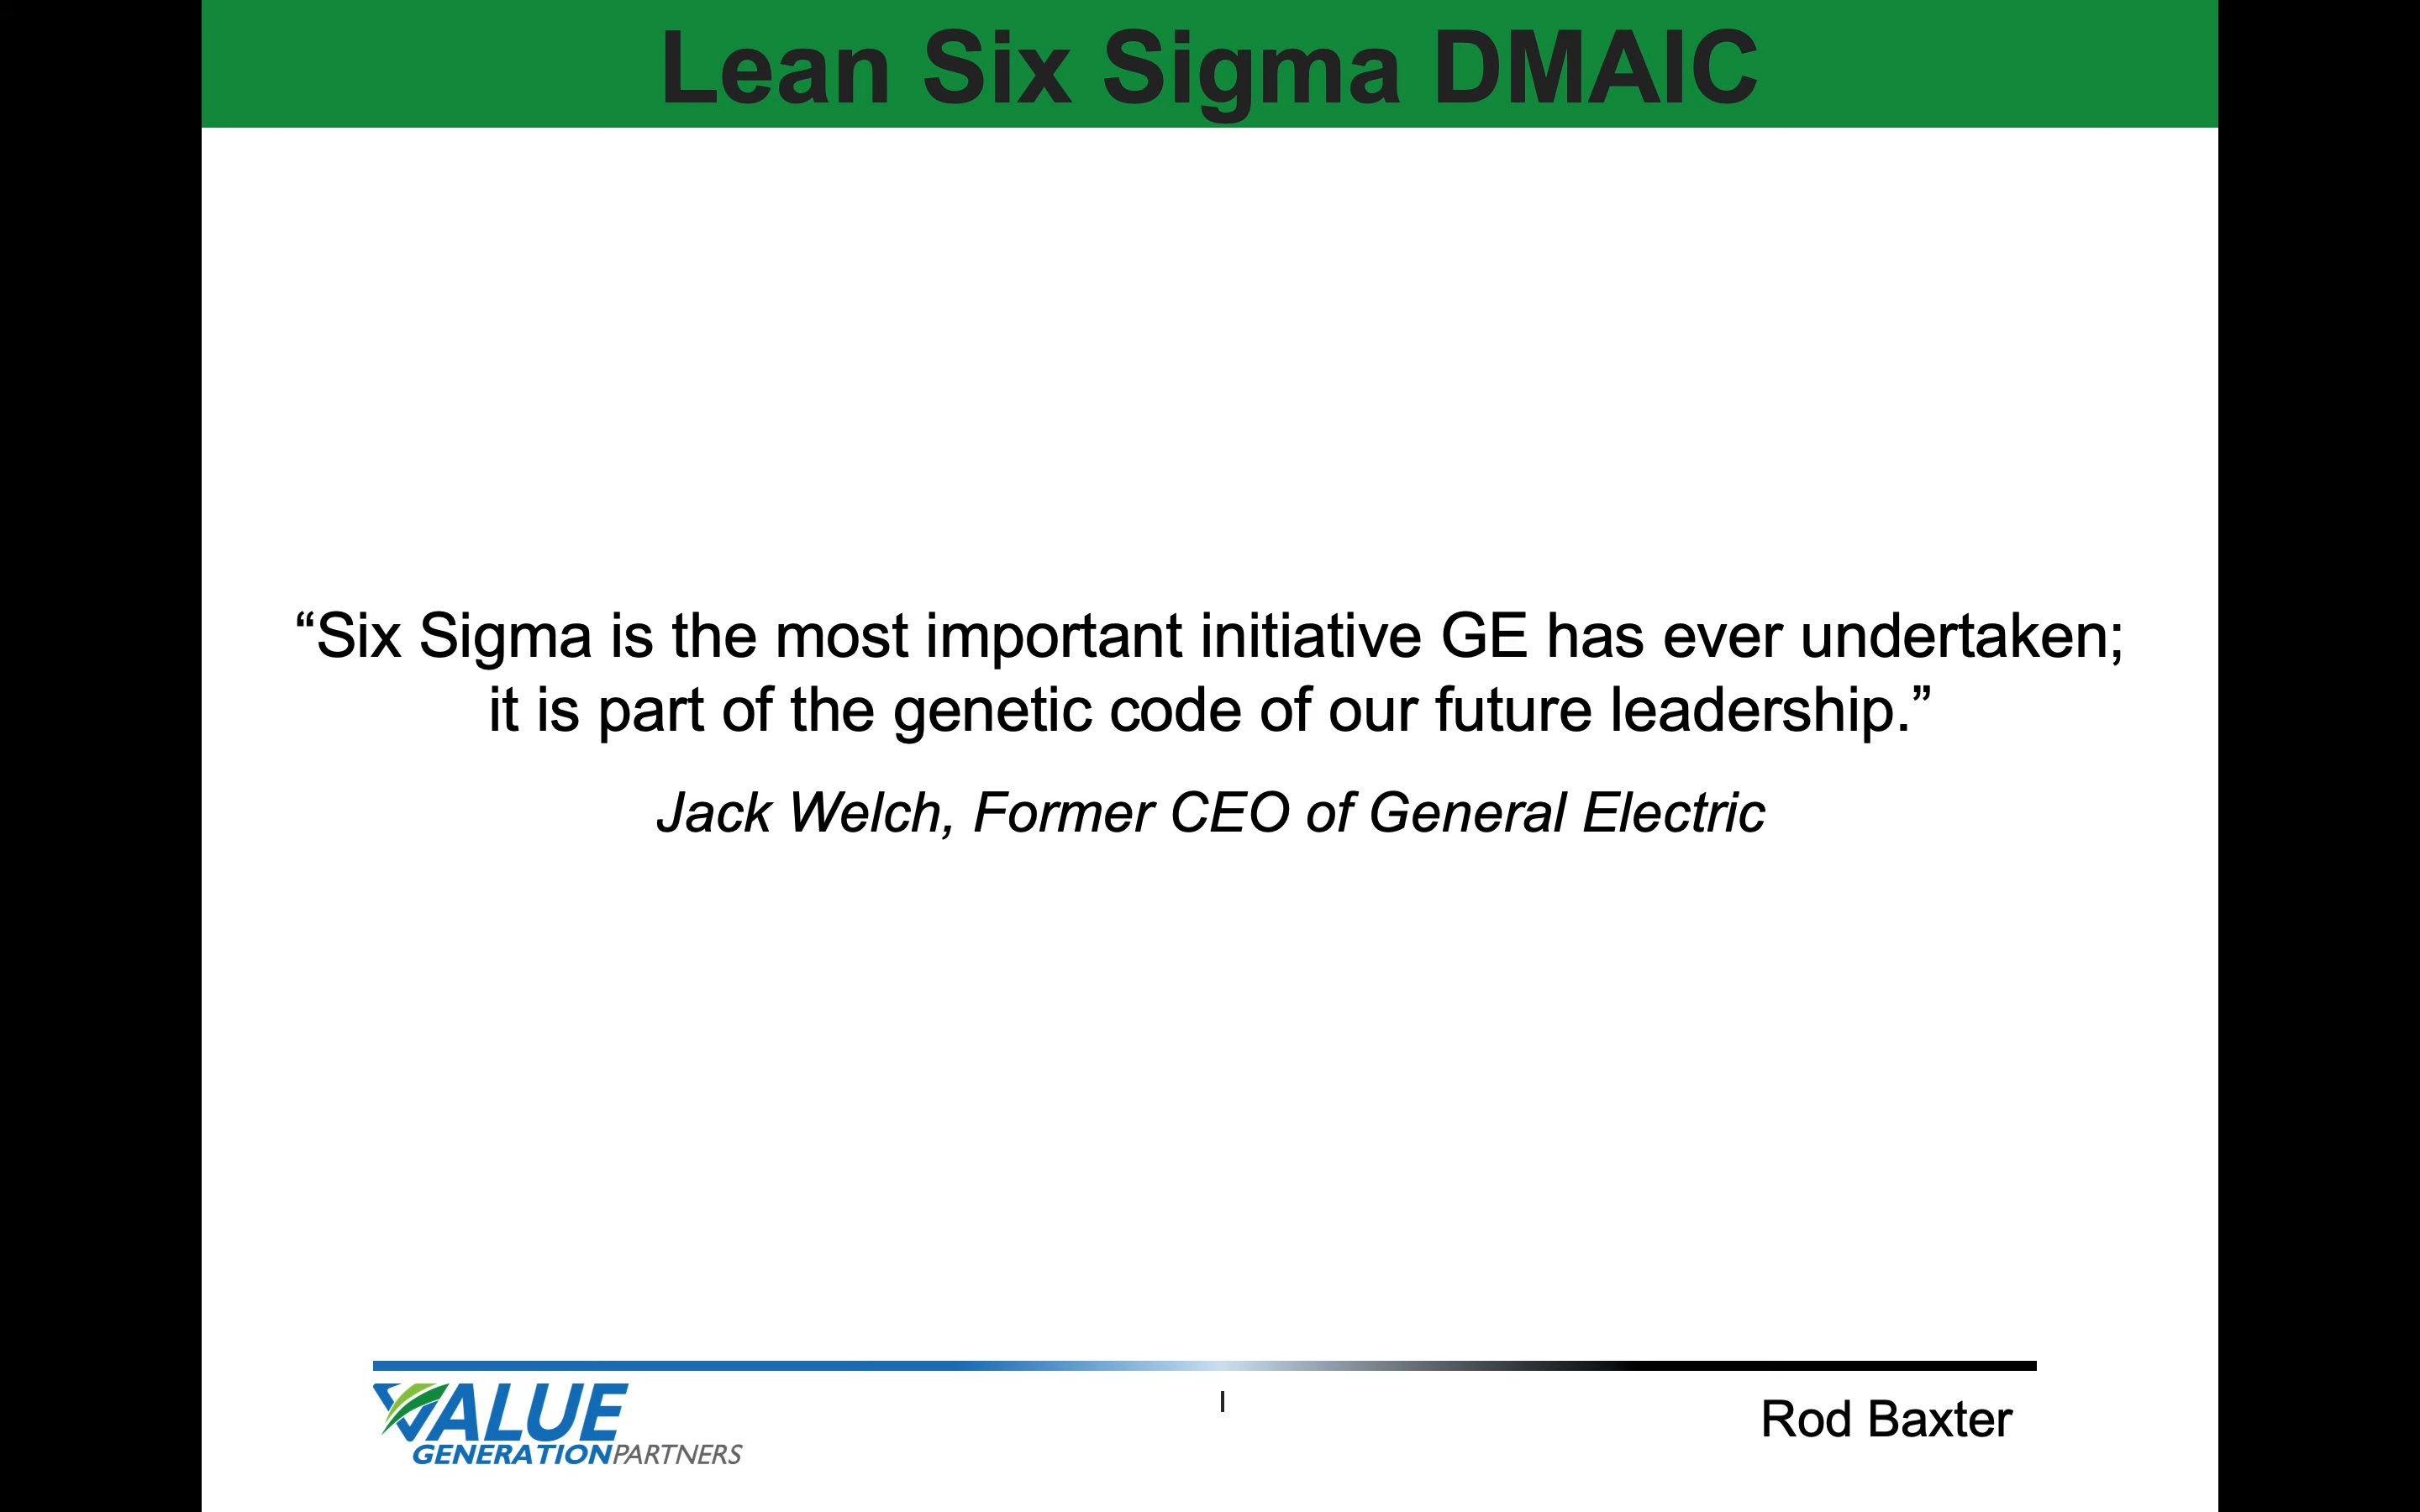 Lean Six Sigma DMAIC
“Six Sigma is the most important initiative GE has ever undertaken;
it is part of the genetic code of our future leadership.”
Jack Welch, Former CEO of General Electric
VALUE
GENERATIONPARTNERS
I
Rod Baxter